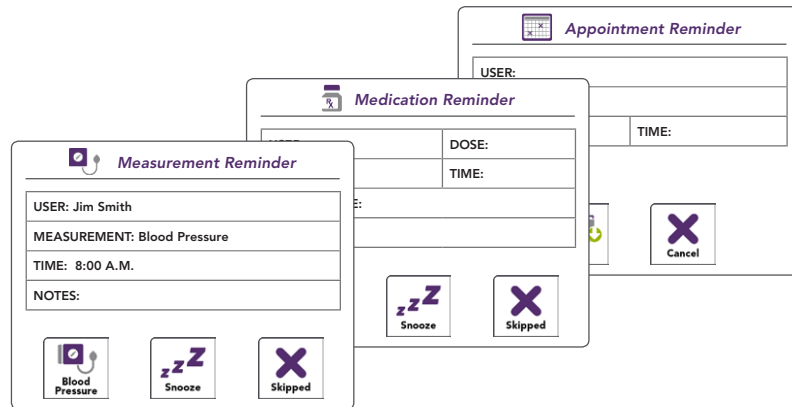 Appointment Reminder
USER:
TIME:
Cancel
Medication Reminder
DOSE:
TIME:
E:
Snooze
Skipped
Measurement Reminder
USER: Jim Smith
MEASUREMENT: Blood Pressure
TIME: 8:00 A.M.
NOTES:
Blood
Pressure
Snooze
Skipped